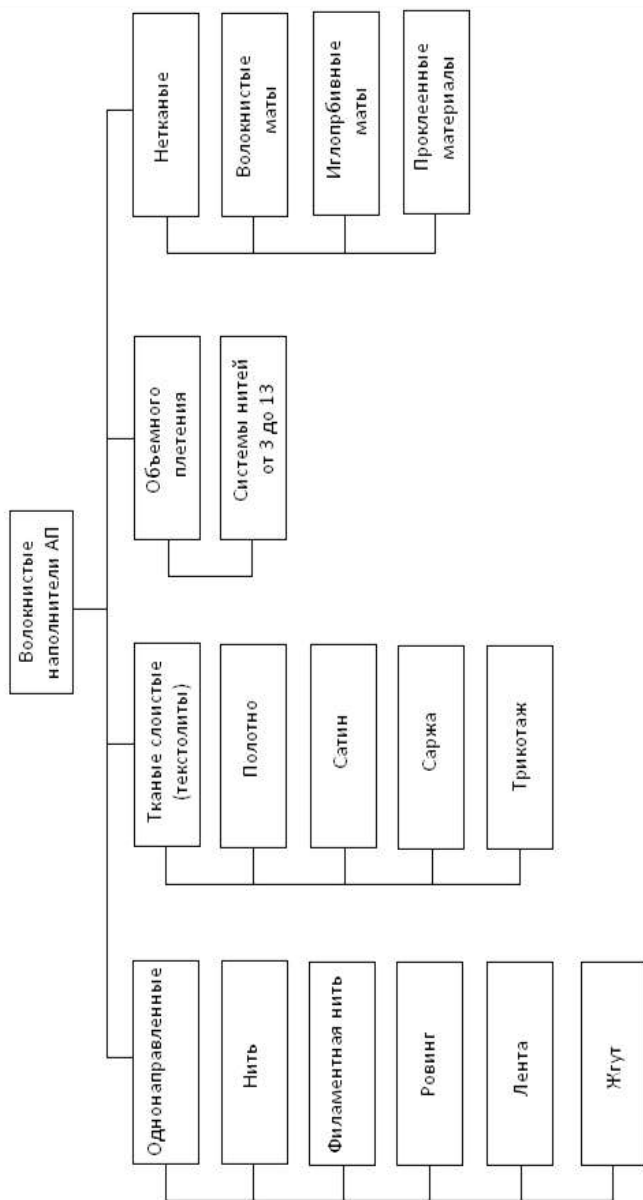 Волокнистые
наполнители АП
Однонаправленные
Нить
Филаментная нить
Ровинг
Лента
Жгут
Тканые слоистые
(текстолиты)
Полотно
Сатин
Саржа
Трикотаж
Объемного
плетения
Системы нитей
от 3 до 13
Нетканые
Волокнистые
маты
Иглопрбивные
маты
Проклеенные
материалы